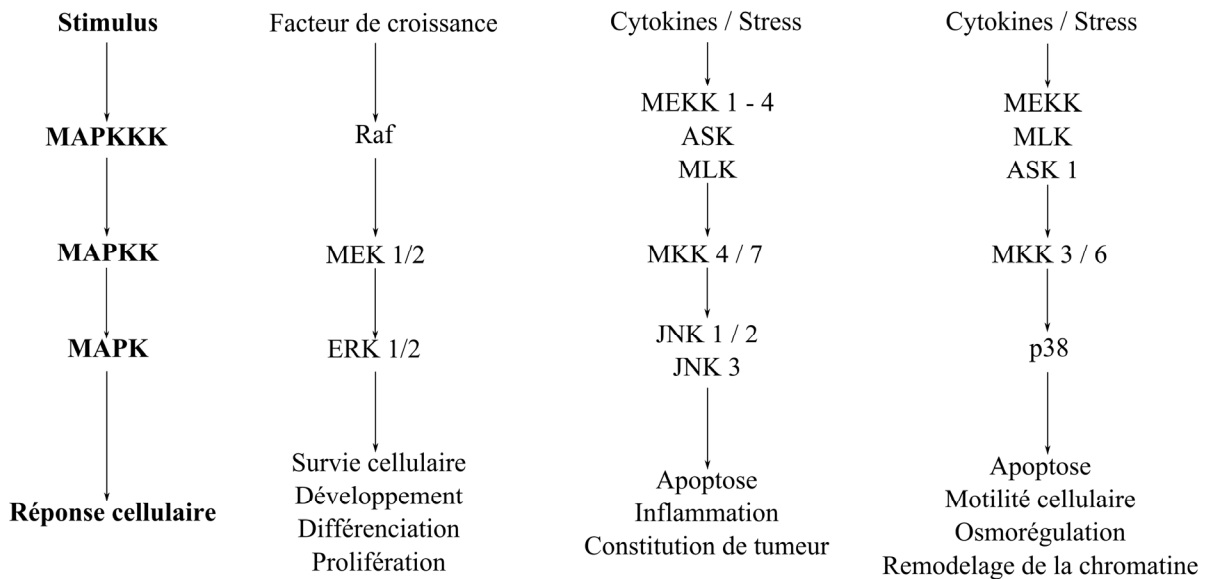 Stimulus
MAPKKK
MAPKK
MAPK
Réponse cellulaire
Facteur de croissance
Raf
MEK 1/2
ERK 1/2
Survie cellulaire
Développement
Différenciation
Prolifération
Cytokines / Stress
MEKK 1 - 4
ASK
MLK
MKK 4 / 7
JNK 1 / 2
JNK 3
Apoptose
Inflammation
Constitution de tumeur
Cytokines / Stress
MEKK
MLK
ASK 1
MKK 3 / 6
p38
Apoptose
Motilité cellulaire
Osmorégulation
Remodelage de la chromatine